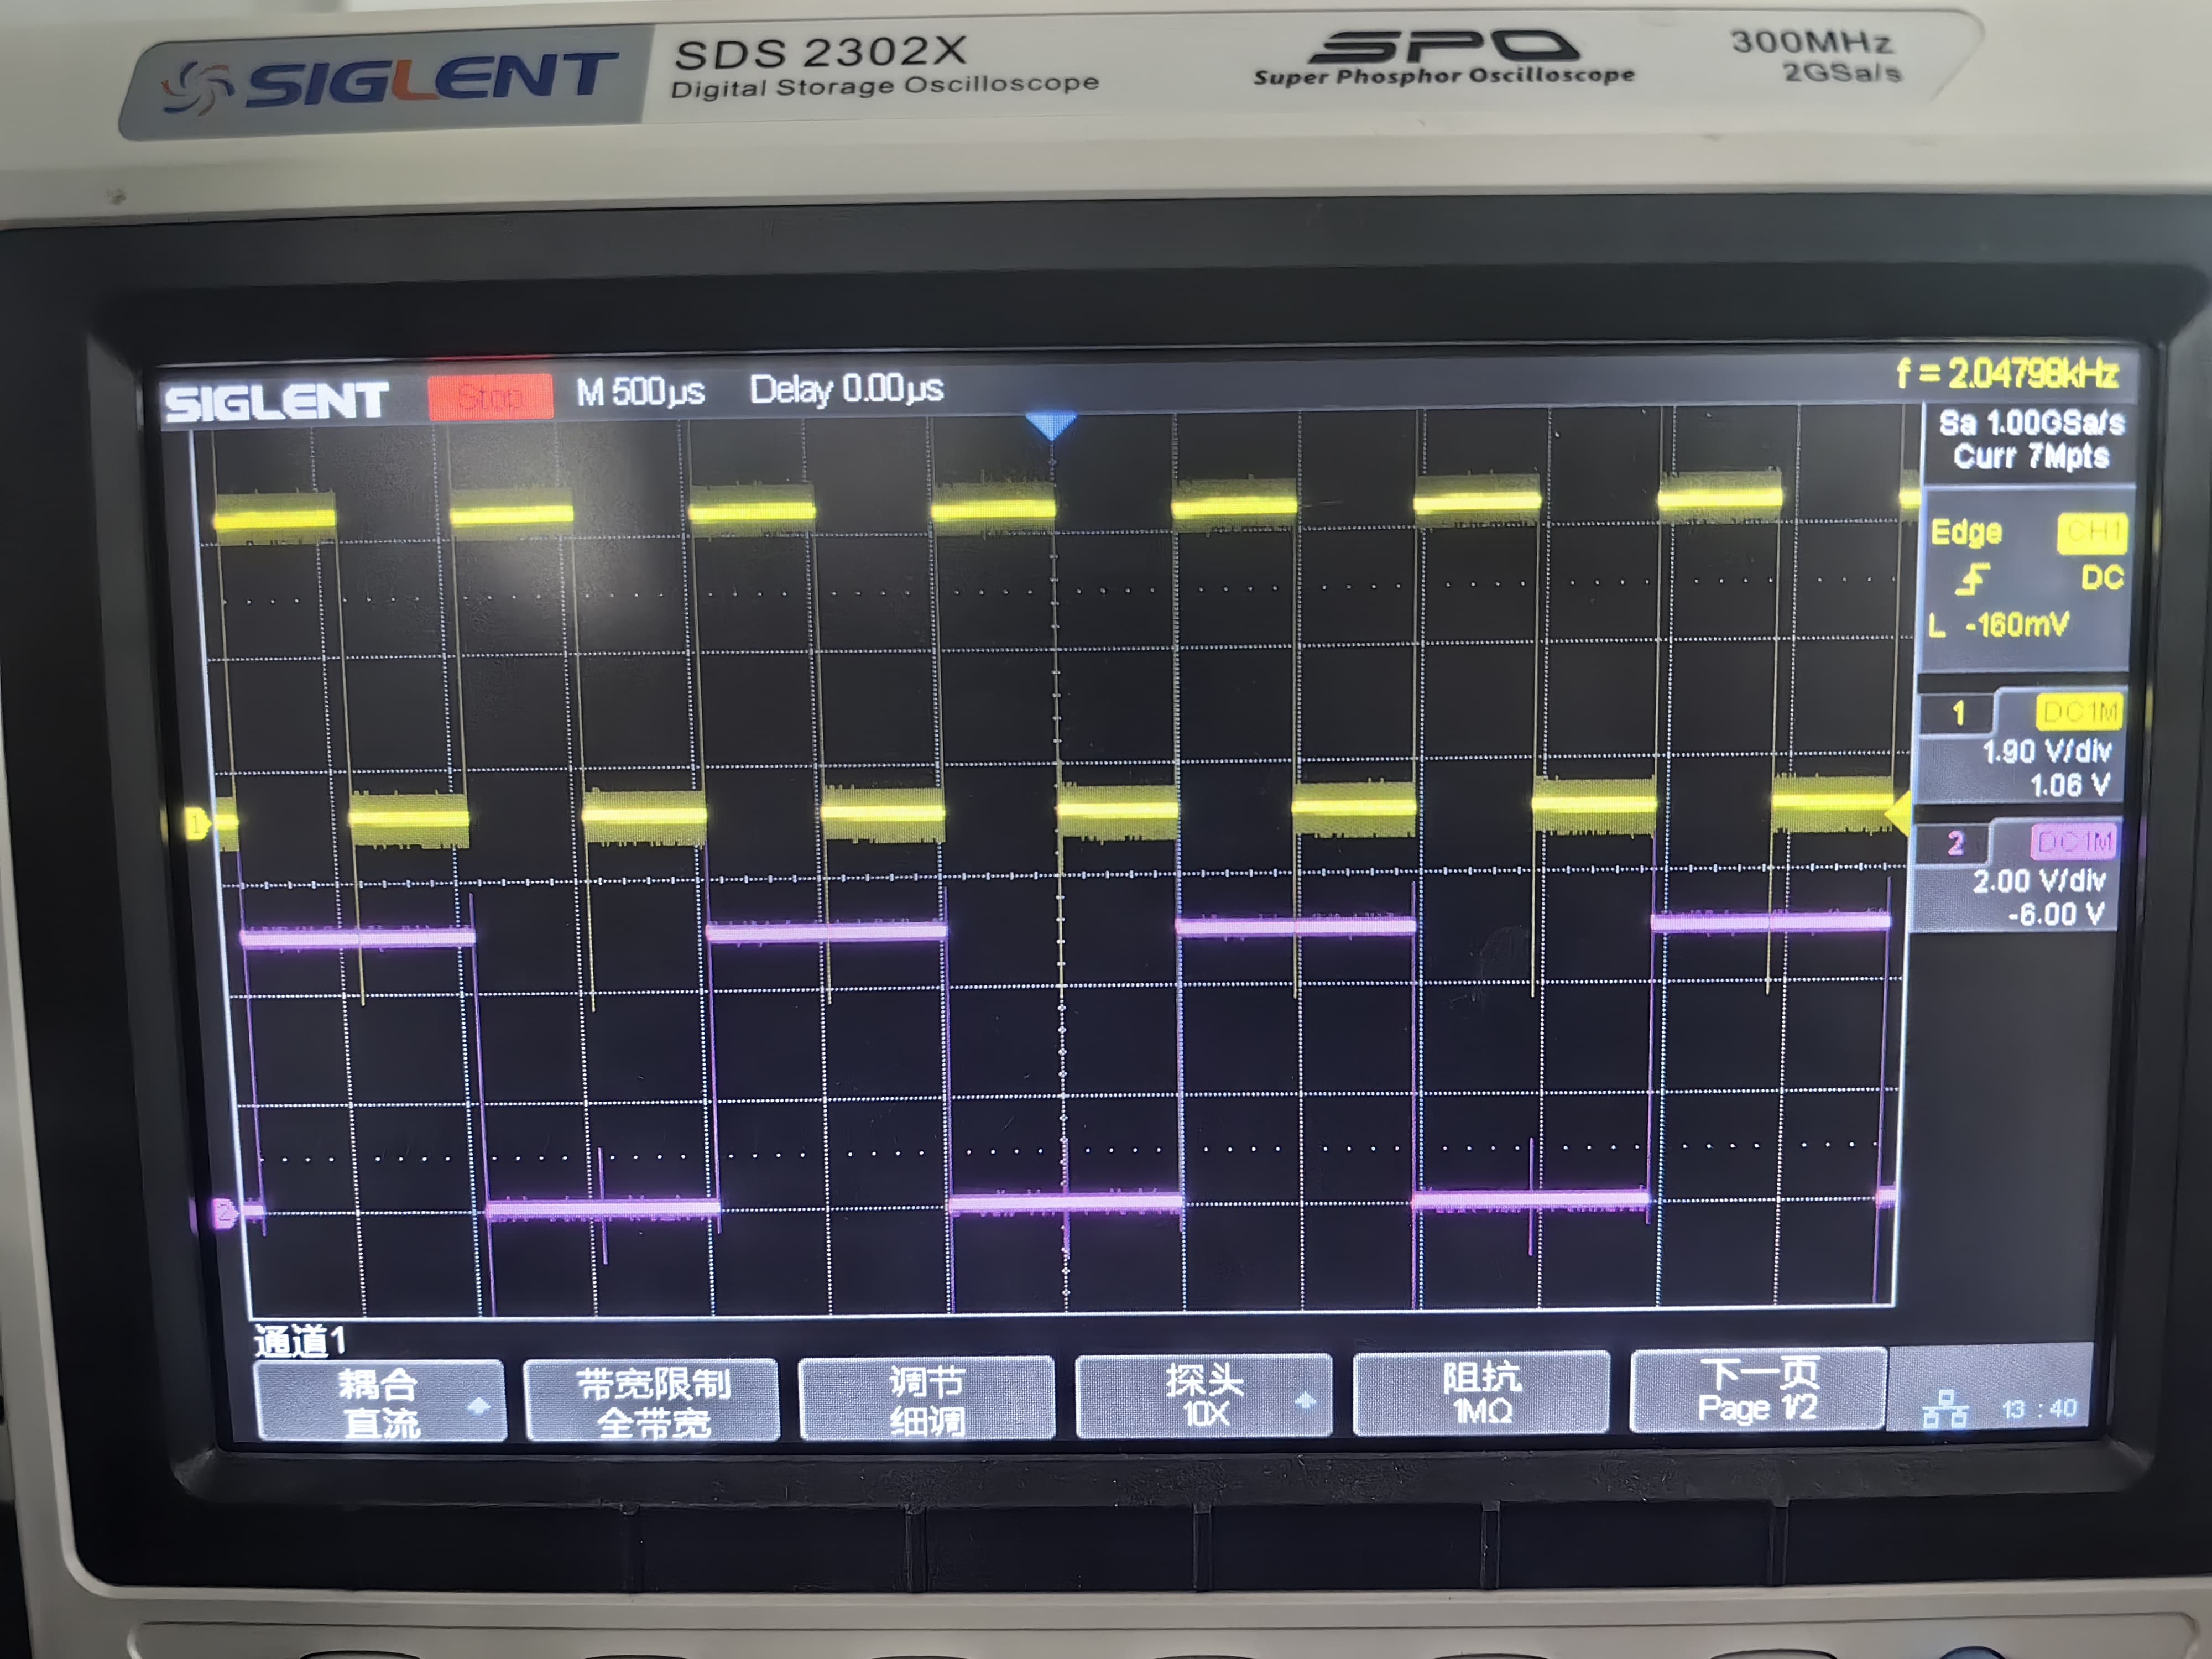 SIGLENT
SDS 2302X
Digital Storage Oscilloscope
SPO
Super Phosphor Oscilloscope
300MHz
2GSa/s
SIGLENT Stop M 500µs Delay 0.00µs f = 2.04798kHz
Sa 1.00GSa/s
Curr 7Mpts
Edge CH1
DC
L -160mV
1 DC1M
1.90 V/div
1.06 V
2 DC1M
2.00 V/div
-6.00 V
1
2
通道1
耦合
直流
带宽限制
全带宽
调节
细调
探头
10X
阻抗
1MΩ
下一页
Page 1/2
13 : 40